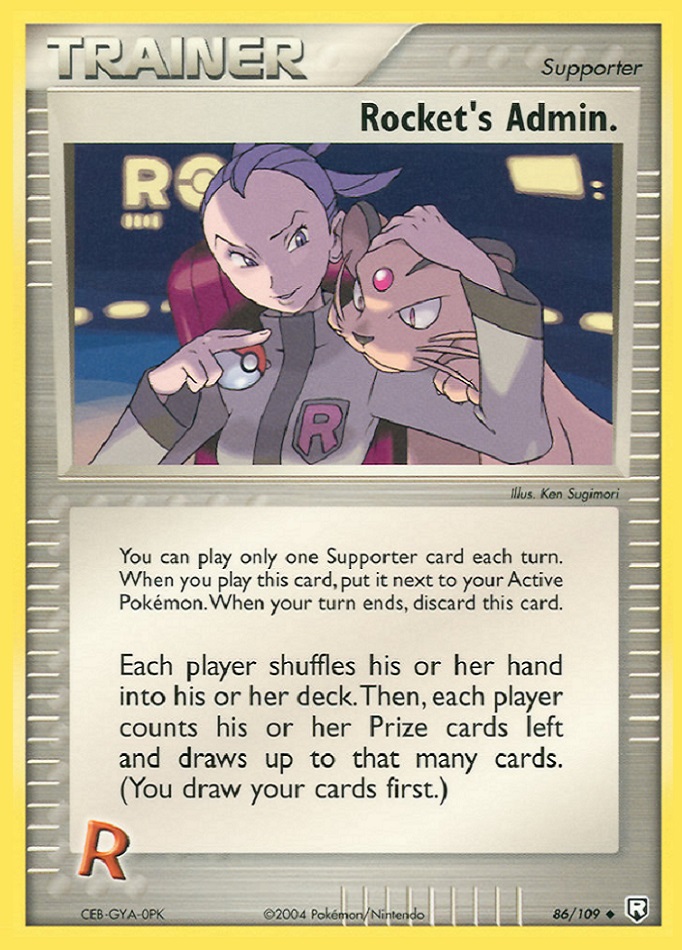 TRAINER
Supporter
Rocket's Admin.
R
R
Illus. Ken Sugimori
You can play only one Supporter card each turn.
When you play this card, put it next to your Active
Pokémon. When your turn ends, discard this card.
Each player shuffles his or her hand
into his or her deck. Then, each player
counts his or her Prize cards left
and draws up to that many cards.
(You draw your cards first.)
R
CEB-GYA-0PK
©2004 Pokémon/Nintendo
86/109
R